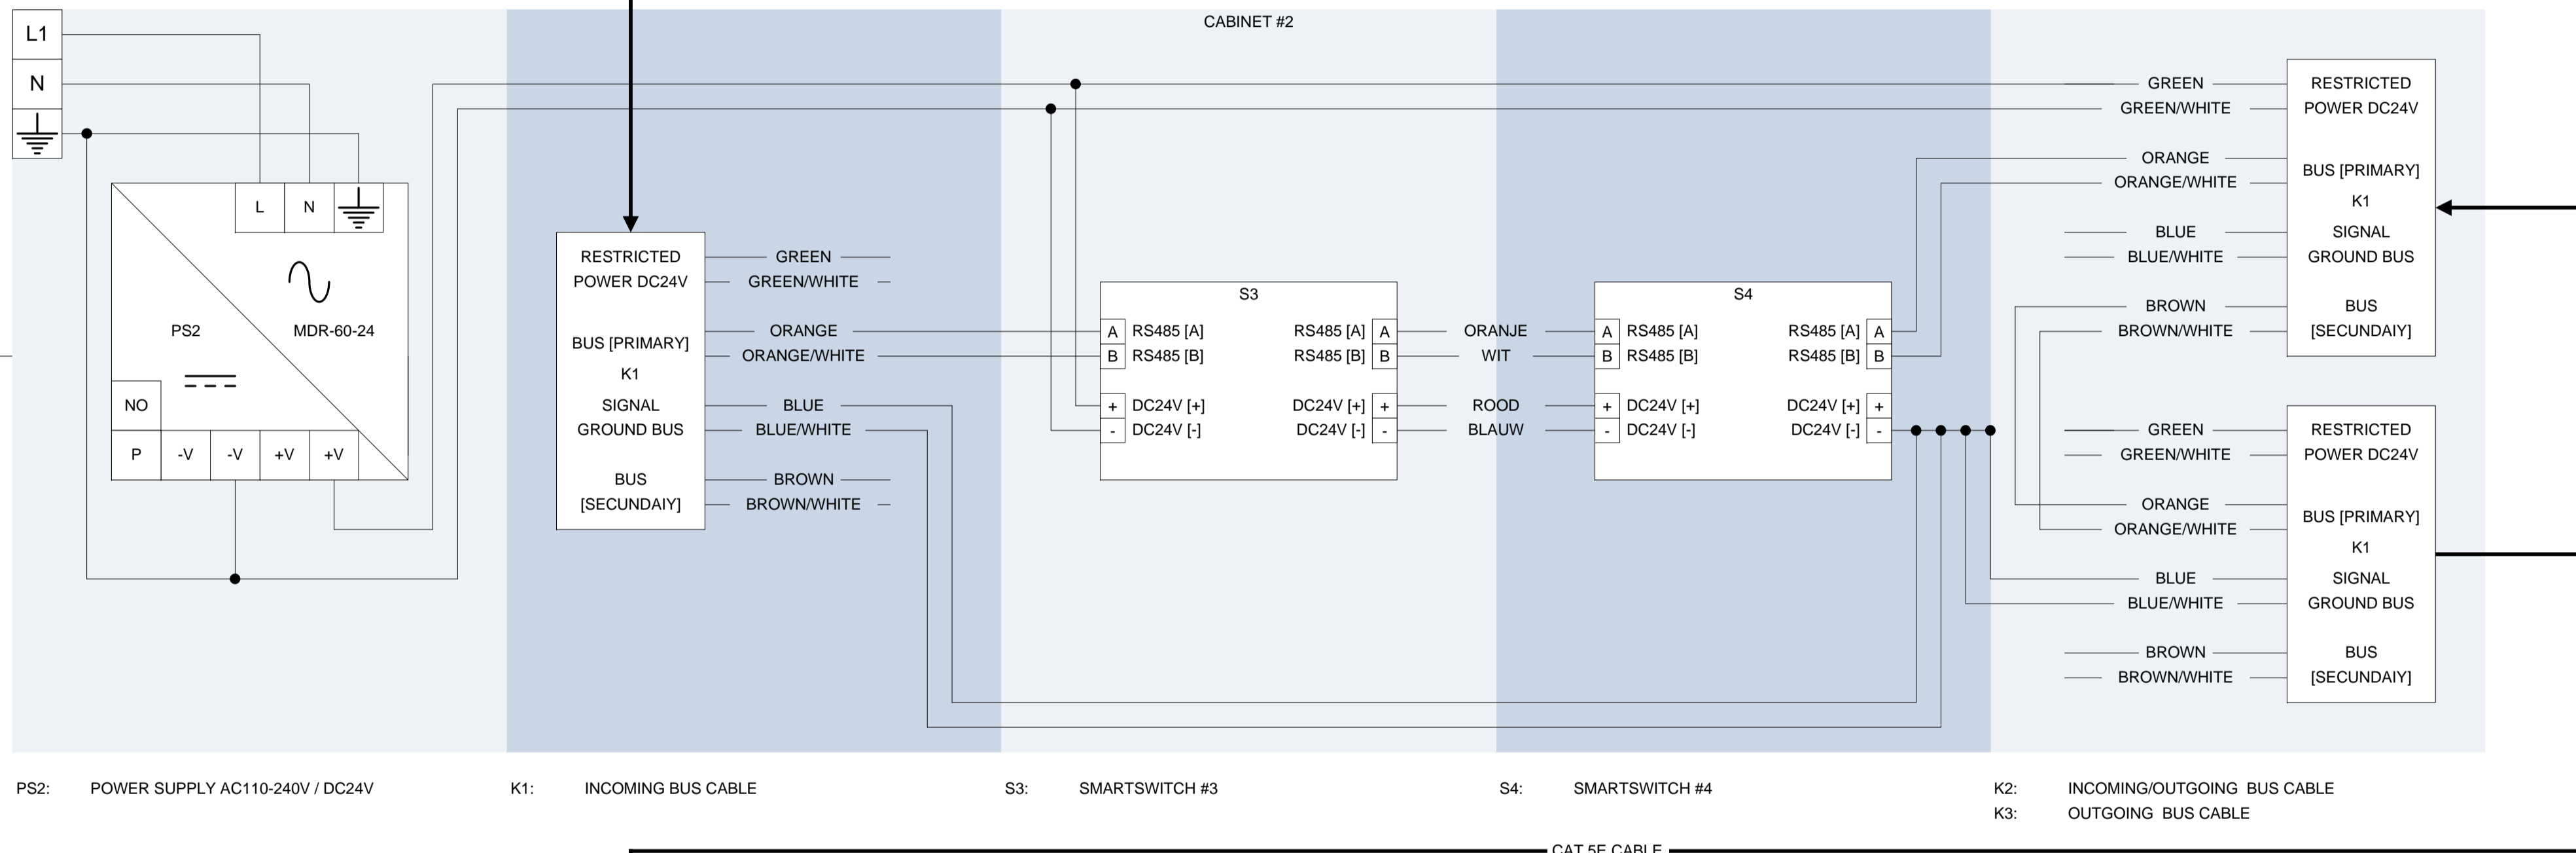 CABINET #2
L1
N
L
N
PS2
MDR-60-24
NO
P
-V
-V
+V
+V
RESTRICTED
POWER DC24V
BUS [PRIMARY]
K1
SIGNAL
GROUND BUS
BUS
[SECUNDAIY]
GREEN
GREEN/WHITE
ORANGE
ORANGE/WHITE
BLUE
BLUE/WHITE
BROWN
BROWN/WHITE
S3
A RS485 [A] RS485 [A] A
B RS485 [B] RS485 [B] B
+ DC24V [+] DC24V [+] +
- DC24V [-] DC24V [-] -
ORANJE
WIT
ROOD
BLAUW
S4
A RS485 [A] RS485 [A] A
B RS485 [B] RS485 [B] B
+ DC24V [+] DC24V [+] +
- DC24V [-] DC24V [-] -
GREEN
GREEN/WHITE
ORANGE
ORANGE/WHITE
BLUE
BLUE/WHITE
BROWN
BROWN/WHITE
RESTRICTED
POWER DC24V
BUS [PRIMARY]
K1
SIGNAL
GROUND BUS
BUS
[SECUNDAIY]
GREEN
GREEN/WHITE
ORANGE
ORANGE/WHITE
BLUE
BLUE/WHITE
BROWN
BROWN/WHITE
RESTRICTED
POWER DC24V
BUS [PRIMARY]
K1
SIGNAL
GROUND BUS
BUS
[SECUNDAIY]
PS2: POWER SUPPLY AC110-240V / DC24V
K1: INCOMING BUS CABLE
S3: SMARTSWITCH #3
S4: SMARTSWITCH #4
K2: INCOMING/OUTGOING BUS CABLE
K3: OUTGOING BUS CABLE
CAT 5E CABLE